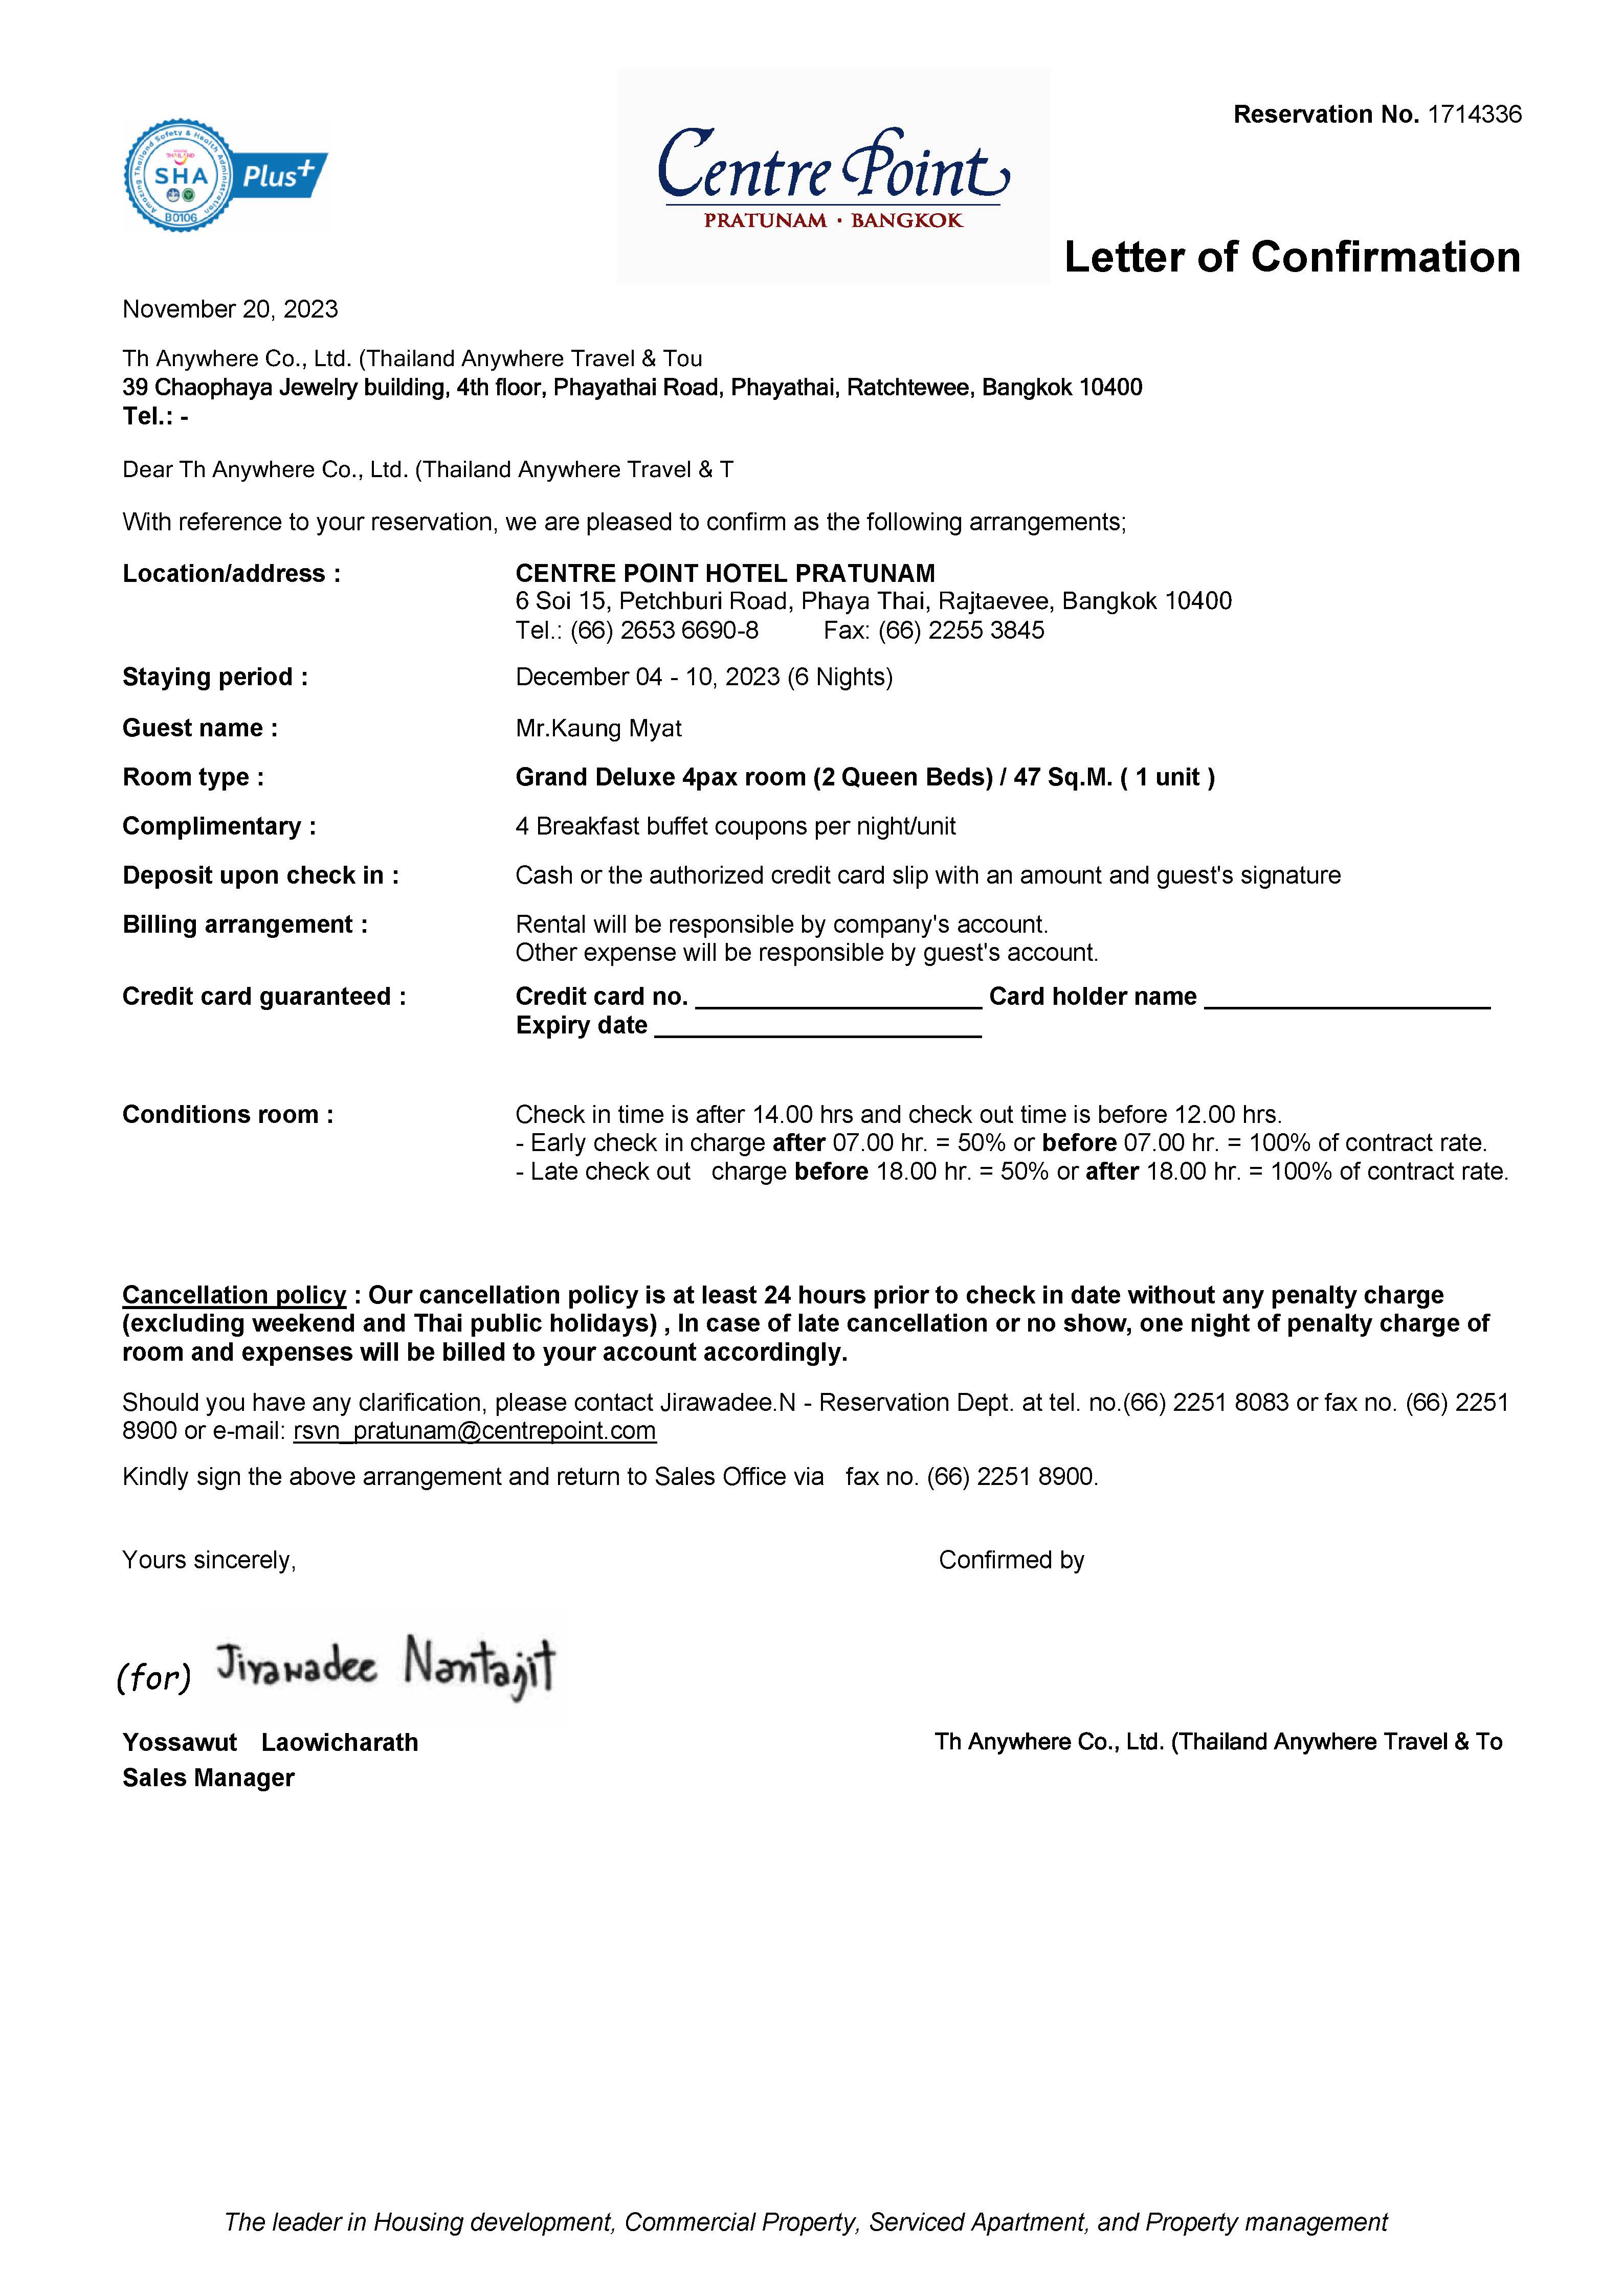 Reservation No. 1714336
Amazing Thailand Safety & Health Administration
THAILAND
SHA
B0106
Plus+
Centre Point
PRATUNAM • BANGKOK
Letter of Confirmation
November 20, 2023
Th Anywhere Co., Ltd. (Thailand Anywhere Travel & Tou
39 Chaophaya Jewelry building, 4th floor, Phayathai Road, Phayathai, Ratchtewee, Bangkok 10400
Tel.: -
Dear Th Anywhere Co., Ltd. (Thailand Anywhere Travel & T
With reference to your reservation, we are pleased to confirm as the following arrangements;
Location/address : CENTRE POINT HOTEL PRATUNAM
6 Soi 15, Petchburi Road, Phaya Thai, Rajtaevee, Bangkok 10400
Tel.: (66) 2653 6690-8 Fax: (66) 2255 3845
Staying period : December 04 - 10, 2023 (6 Nights)
Guest name : Mr.Kaung Myat
Room type : Grand Deluxe 4pax room (2 Queen Beds) / 47 Sq.M. ( 1 unit )
Complimentary : 4 Breakfast buffet coupons per night/unit
Deposit upon check in : Cash or the authorized credit card slip with an amount and guest's signature
Billing arrangement : Rental will be responsible by company's account.
Other expense will be responsible by guest's account.
Credit card guaranteed : Credit card no. ____________________ Card holder name ____________________
Expiry date ____________________
Conditions room : Check in time is after 14.00 hrs and check out time is before 12.00 hrs.
- Early check in charge after 07.00 hr. = 50% or before 07.00 hr. = 100% of contract rate.
- Late check out charge before 18.00 hr. = 50% or after 18.00 hr. = 100% of contract rate.
Cancellation policy : Our cancellation policy is at least 24 hours prior to check in date without any penalty charge
(excluding weekend and Thai public holidays) , In case of late cancellation or no show, one night of penalty charge of
room and expenses will be billed to your account accordingly.
Should you have any clarification, please contact Jirawadee.N - Reservation Dept. at tel. no.(66) 2251 8083 or fax no. (66) 2251
8900 or e-mail: rsvn_pratunam@centrepoint.com
Kindly sign the above arrangement and return to Sales Office via fax no. (66) 2251 8900.
Yours sincerely, Confirmed by
(for) Jirawadee Nantajit
Yossawut Laowicharath Th Anywhere Co., Ltd. (Thailand Anywhere Travel & To
Sales Manager
The leader in Housing development, Commercial Property, Serviced Apartment, and Property management